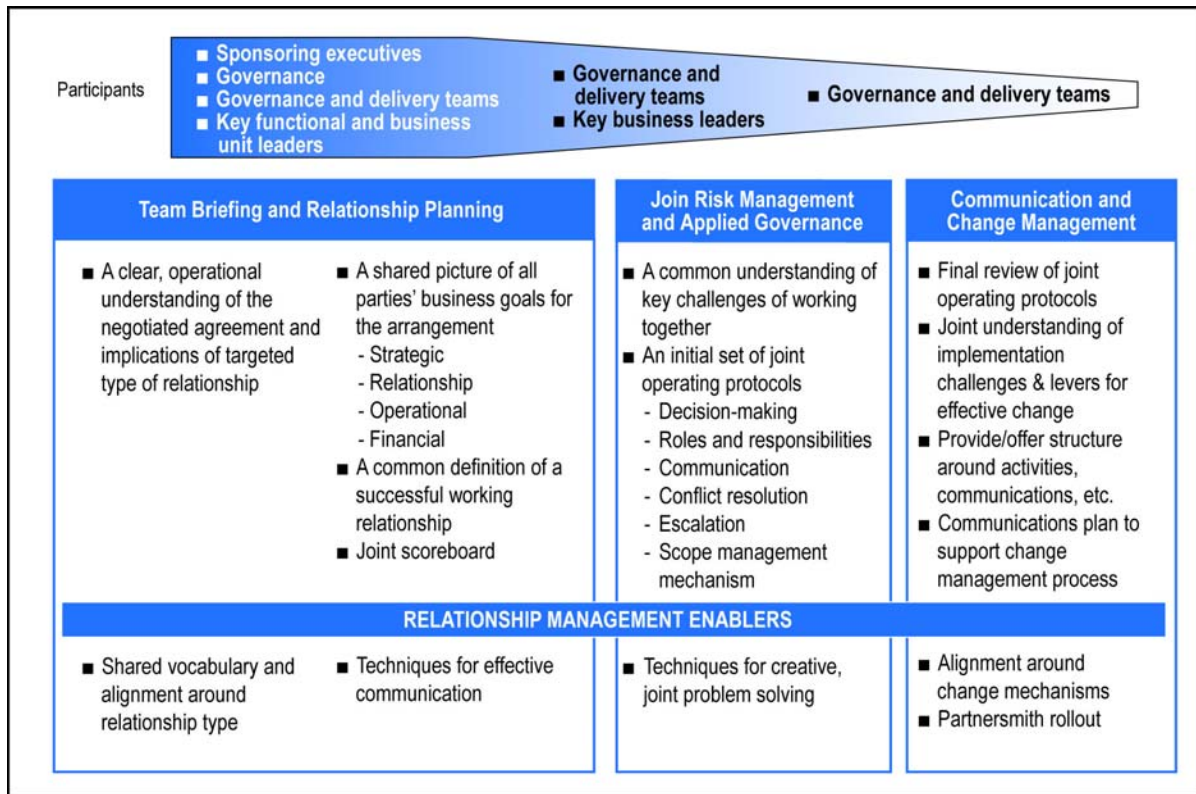 Participants
■ Sponsoring executives
■ Governance
■ Governance and delivery teams
■ Key functional and business
unit leaders
■ Governance and
delivery teams
■ Key business leaders
■ Governance and delivery teams
Team Briefing and Relationship Planning
■ A clear, operational
understanding of the
negotiated agreement and
implications of targeted
type of relationship
■ A shared picture of all
parties’ business goals for
the arrangement
- Strategic
- Relationship
- Operational
- Financial
■ A common definition of a
successful working
relationship
■ Joint scoreboard
Join Risk Management
and Applied Governance
■ A common understanding of
key challenges of working
together
■ An initial set of joint
operating protocols
- Decision-making
- Roles and responsibilities
- Communication
- Conflict resolution
- Escalation
- Scope management
mechanism
Communication and
Change Management
■ Final review of joint
operating protocols
■ Joint understanding of
implementation
challenges & levers for
effective change
■ Provide/offer structure
around activities,
communications, etc.
■ Communications plan to
support change
management process
RELATIONSHIP MANAGEMENT ENABLERS
■ Shared vocabulary and
alignment around
relationship type
■ Techniques for effective
communication
■ Techniques for creative,
joint problem solving
■ Alignment around
change mechanisms
■ Partnersmith rollout